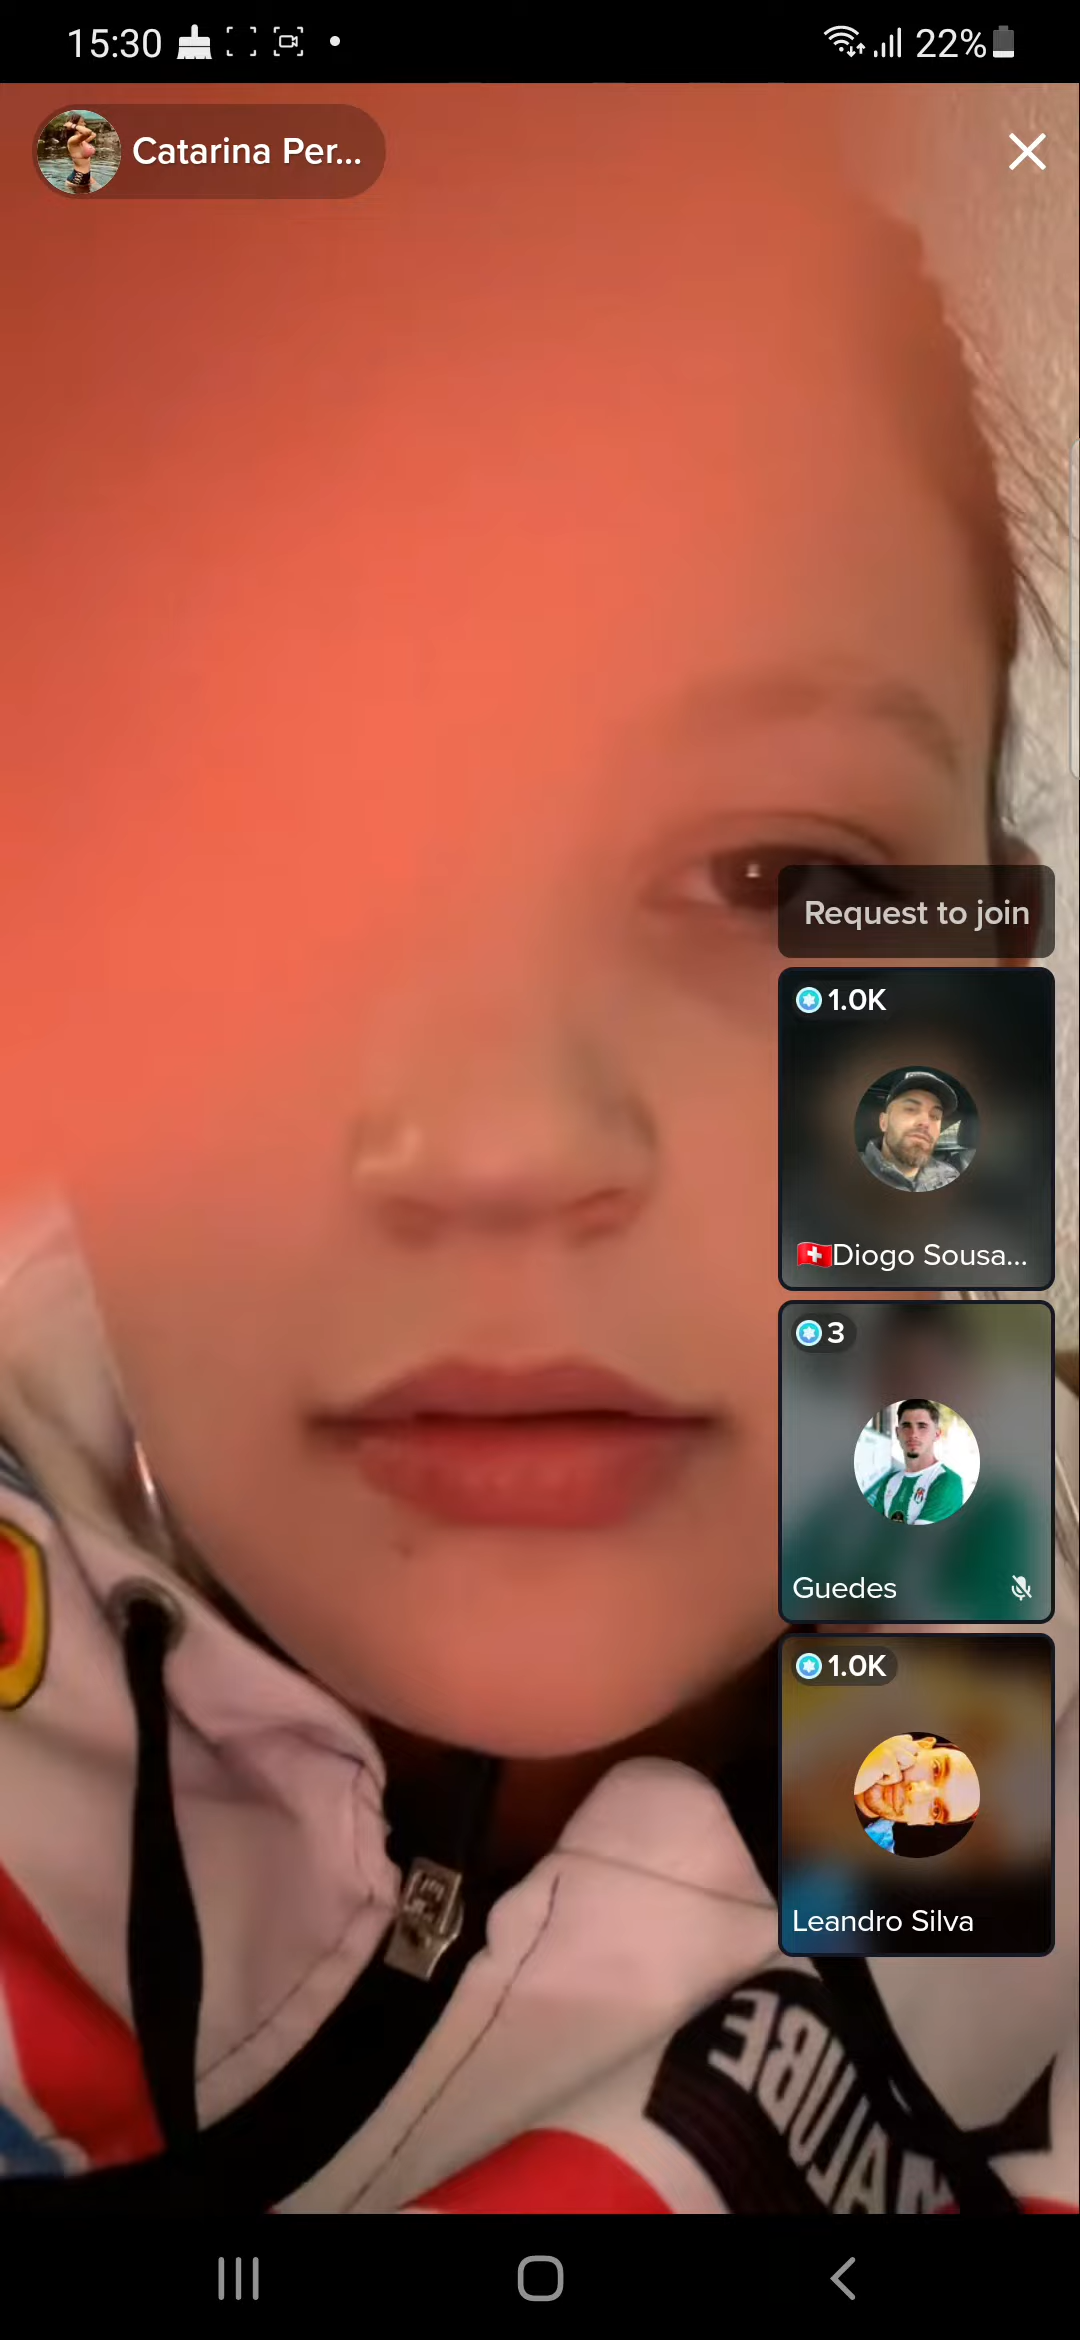 15:30
22%
Catarina Per...
Request to join
1.0K
🇨🇭Diogo Sousa...
3
Guedes
1.0K
Leandro Silva